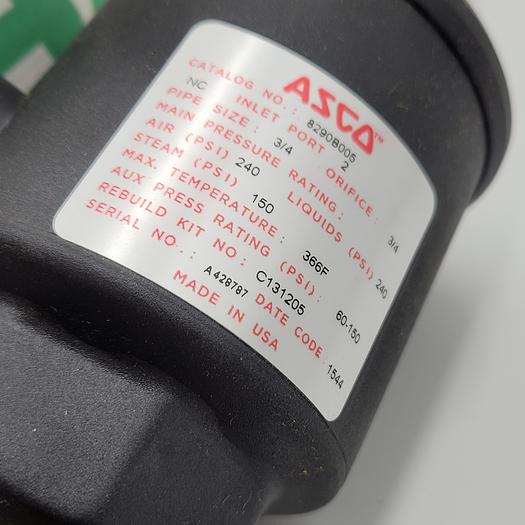 ASCO™
CATALOG NO.: 8290B005
NC INLET PORT 2
PIPE SIZE: 3/4 ORIFICE: 3/4
MAIN PRESSURE RATING:
AIR (PSI) 240 LIQUIDS (PSI) 240
STEAM (PSI) 150
MAX. TEMPERATURE: 366F
AUX PRESS RATING (PSI): 60-150
REBUILD KIT NO: C131205
SERIAL NO.: A428787 DATE CODE 1544
MADE IN USA